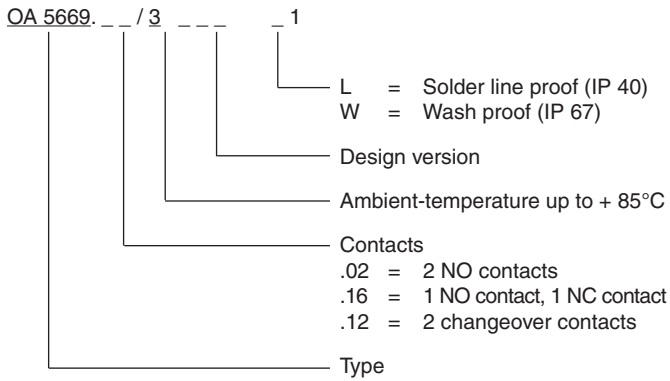 OA 5669. _ _ / 3 _ _ _ _ 1
L = Solder line proof (IP 40)
W = Wash proof (IP 67)
Design version
Ambient-temperature up to + 85°C
Contacts
.02 = 2 NO contacts
.16 = 1 NO contact, 1 NC contact
.12 = 2 changeover contacts
Type